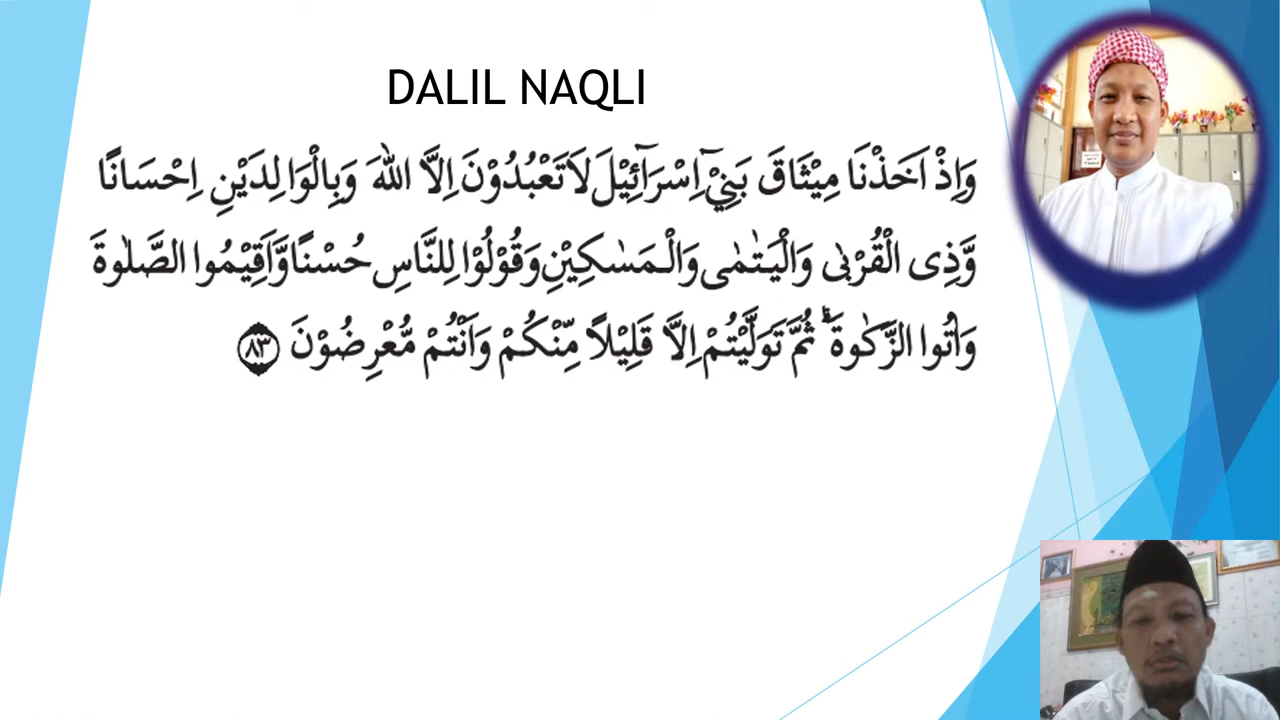 DALIL NAQLI
وَاِذْ اَخَذْنَا مِيْثَاقَ بَنِيْٓ اِسْرَآئِيْلَ لَا تَعْبُدُوْنَ اِلَّا اللّٰهَ وَبِالْوَالِدَيْنِ اِحْسَانًا
وَّذِى الْقُرْبٰى وَالْيَتٰمٰى وَالْمَسٰكِيْنِ وَقُوْلُوْا لِلنَّاسِ حُسْنًا وَّاَقِيْمُوا الصَّلٰوةَ
وَاٰتُوا الزَّكٰوةَ ۗ ثُمَّ تَوَلَّيْتُمْ اِلَّا قَلِيْلًا مِّنْكُمْ وَاَنْتُمْ مُّعْرِضُوْنَ ٨٣